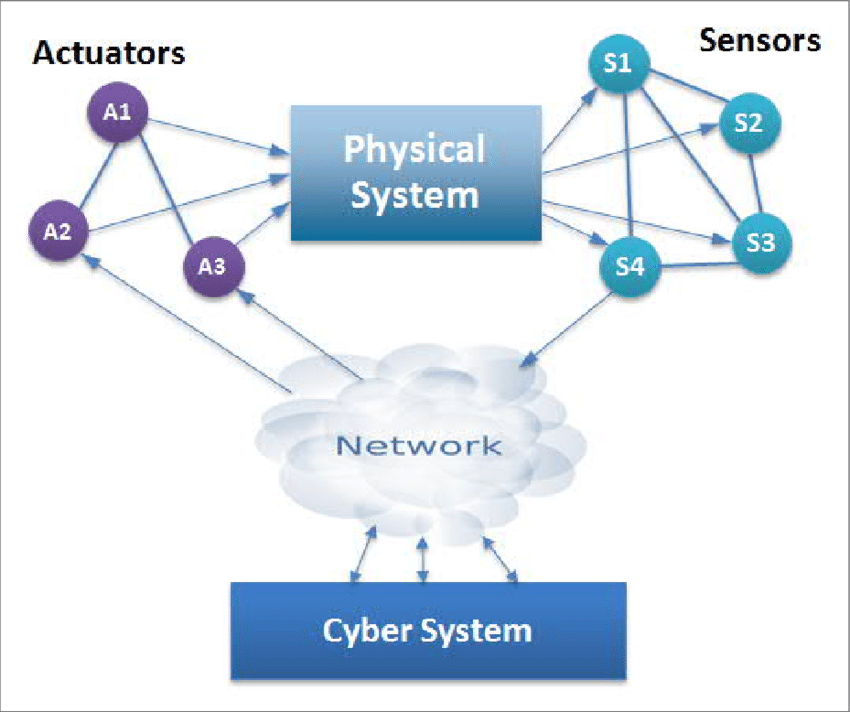 Actuators
Sensors
A1
A2
A3
Physical
System
S1
S2
S3
S4
Network
Cyber System